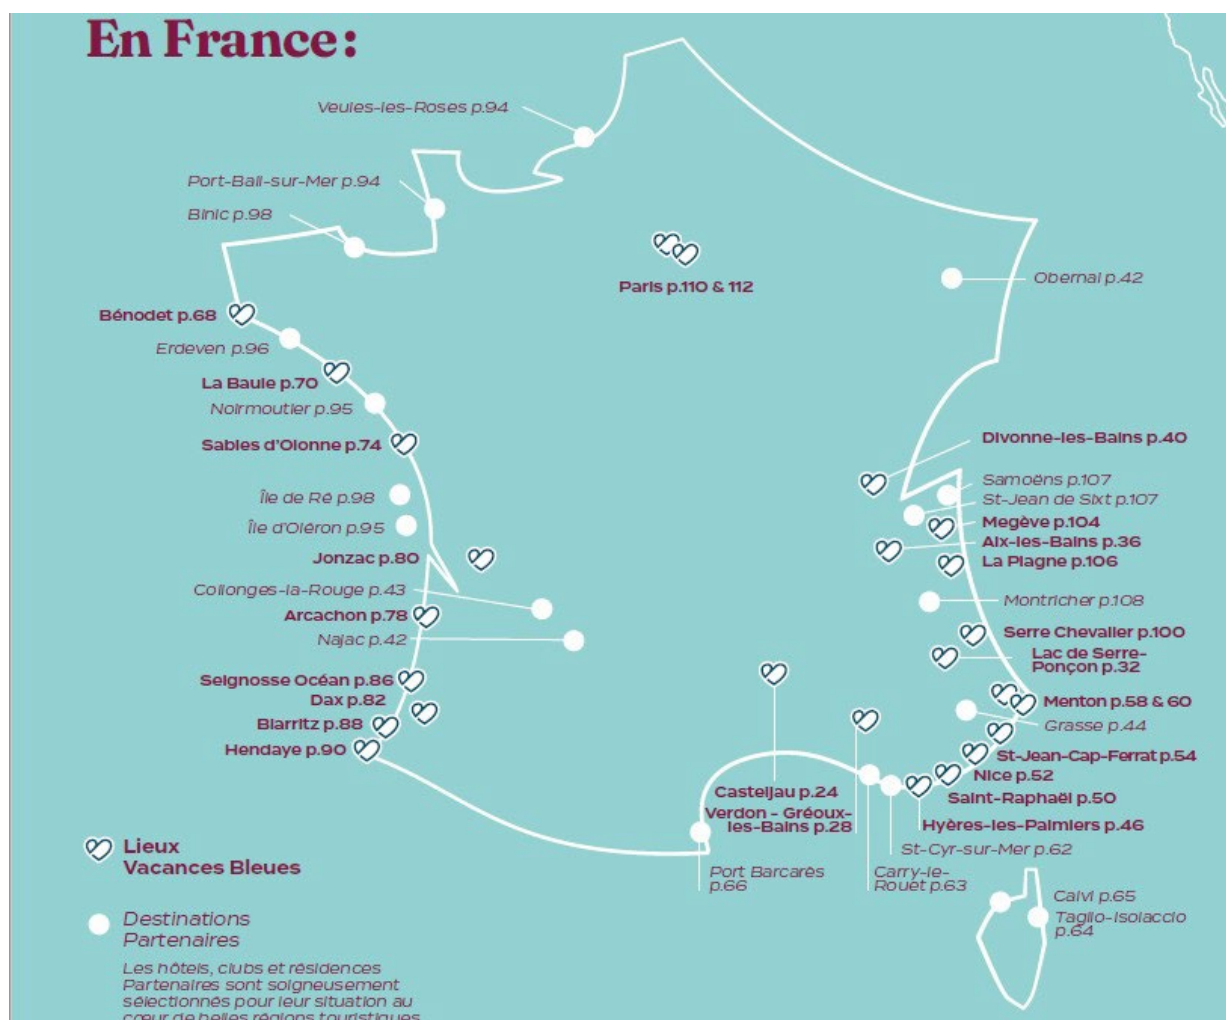 En France :
Veules-les-Roses p.94
Port-Bail-sur-Mer p.94
Binic p.98
Paris p.110 & 112
Obernai p.42
Bénodet p.68
Erdeven p.96
La Baule p.70
Noirmoutier p.95
Sables d'Olonne p.74
Divonne-les-Bains p.40
Samoëns p.107
Île de Ré p.98
St-Jean de Sixt p.107
Megève p.104
Île d'Oléron p.95
Aix-les-Bains p.36
Jonzac p.80
La Plagne p.106
Collonges-la-Rouge p.43
Montricher p.108
Arcachon p.78
Serre Chevalier p.100
Najac p.42
Lac de Serre-
Ponçon p.32
Seignosse Océan p.86
Dax p.82
Menton p.58 & 60
Biarritz p.88
Grasse p.44
Hendaye p.90
St-Jean-Cap-Ferrat p.54
Nice p.52
Casteljau p.24
Saint-Raphaël p.50
Verdon - Gréoux-
les-Bains p.28
Hyères-les-Palmiers p.46
St-Cyr-sur-Mer p.62
Port Barcarès
p.66
Carry-le-
Rouet p.63
Calvi p.65
Taglio-Isolaccio
p.64
Lieux
Vacances Bleues
Destinations
Partenaires
Les hôtels, clubs et résidences
Partenaires sont soigneusement
sélectionnés pour leur situation au
cœur de belles régions touristiques